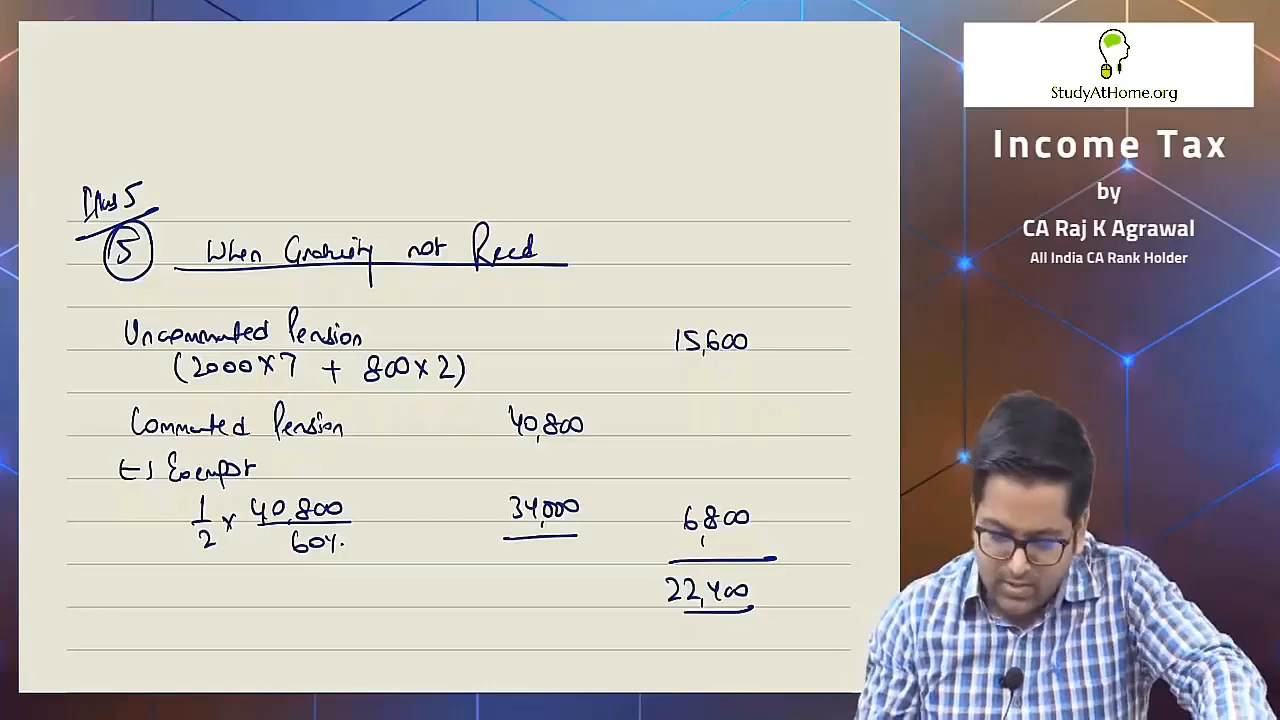 Illus 5
15 When Gratuity not Recd
Uncommuted Pension 15,600
(2000×7 + 800×2)
Commuted Pension 40,800
(-) Exempt
1/2 × 40,800/60% 34,000 6,800
22,400
StudyAtHome.org
Income Tax
by
CA Raj K Agrawal
All India CA Rank Holder